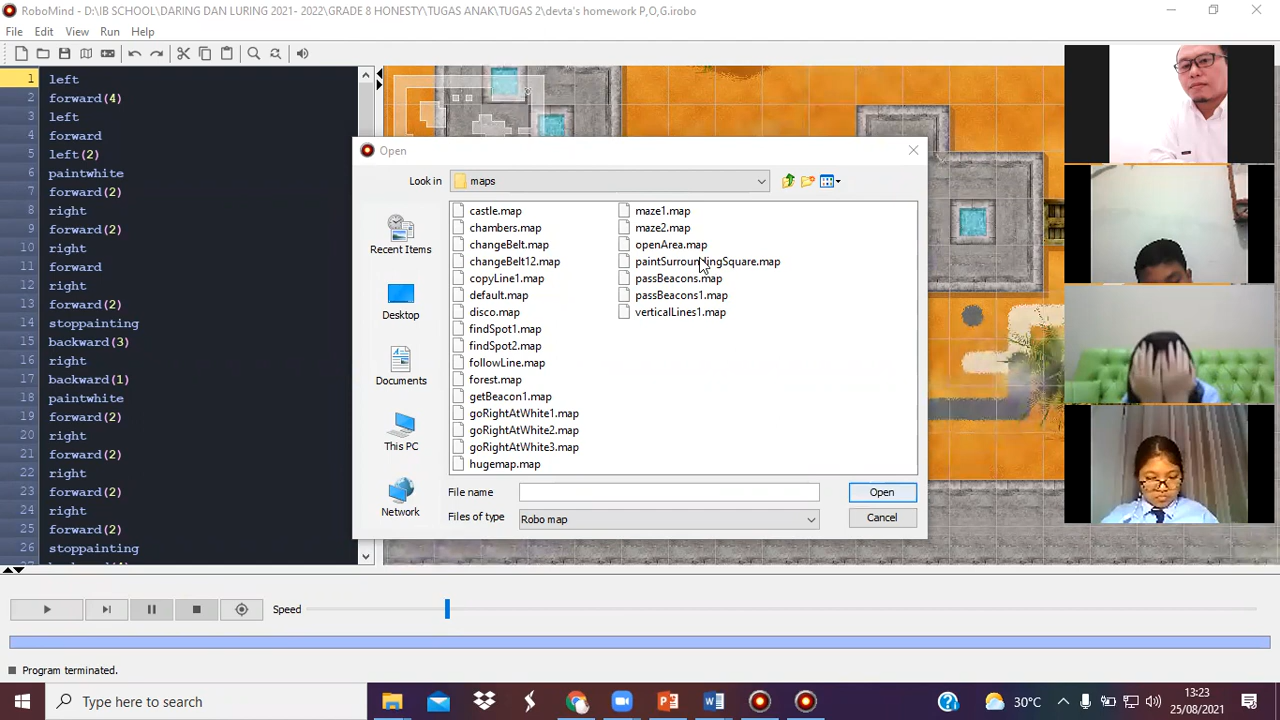 RoboMind - D:\IB SCHOOL\DARING DAN LURING 2021- 2022\GRADE 8 HONESTY\TUGAS ANAK\TUGAS 2\devta's homework P,O,G.irobo
File Edit View Run Help
1 left
2 forward(4)
3 left
4 forward
5 left(2)
6 paintwhite
7 forward(2)
8 right
9 forward(2)
10 right
11 forward
12 right
13 forward(2)
14 stoppainting
15 backward(3)
16 right
17 backward(1)
18 paintwhite
19 forward(2)
20 right
21 forward(2)
22 right
23 forward(2)
24 right
25 forward(2)
26 stoppainting
Open
Look in maps
Recent Items
Desktop
Documents
This PC
Network
castle.map
chambers.map
changeBelt.map
changeBelt12.map
copyLine1.map
default.map
disco.map
findSpot1.map
findSpot2.map
followLine.map
forest.map
getBeacon1.map
goRightAtWhite1.map
goRightAtWhite2.map
goRightAtWhite3.map
hugemap.map
maze1.map
maze2.map
openArea.map
paintSurroundingSquare.map
passBeacons.map
passBeacons1.map
verticalLines1.map
File name Open
Files of type Robo map Cancel
Speed
Program terminated.
Type here to search
30°C
13:23
25/08/2021